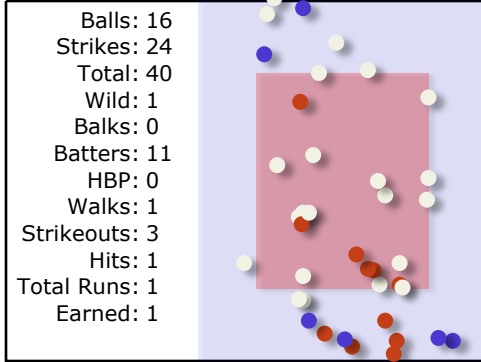 Balls: 16
Strikes: 24
Total: 40
Wild: 1
Balks: 0
Batters: 11
HBP: 0
Walks: 1
Strikeouts: 3
Hits: 1
Total Runs: 1
Earned: 1